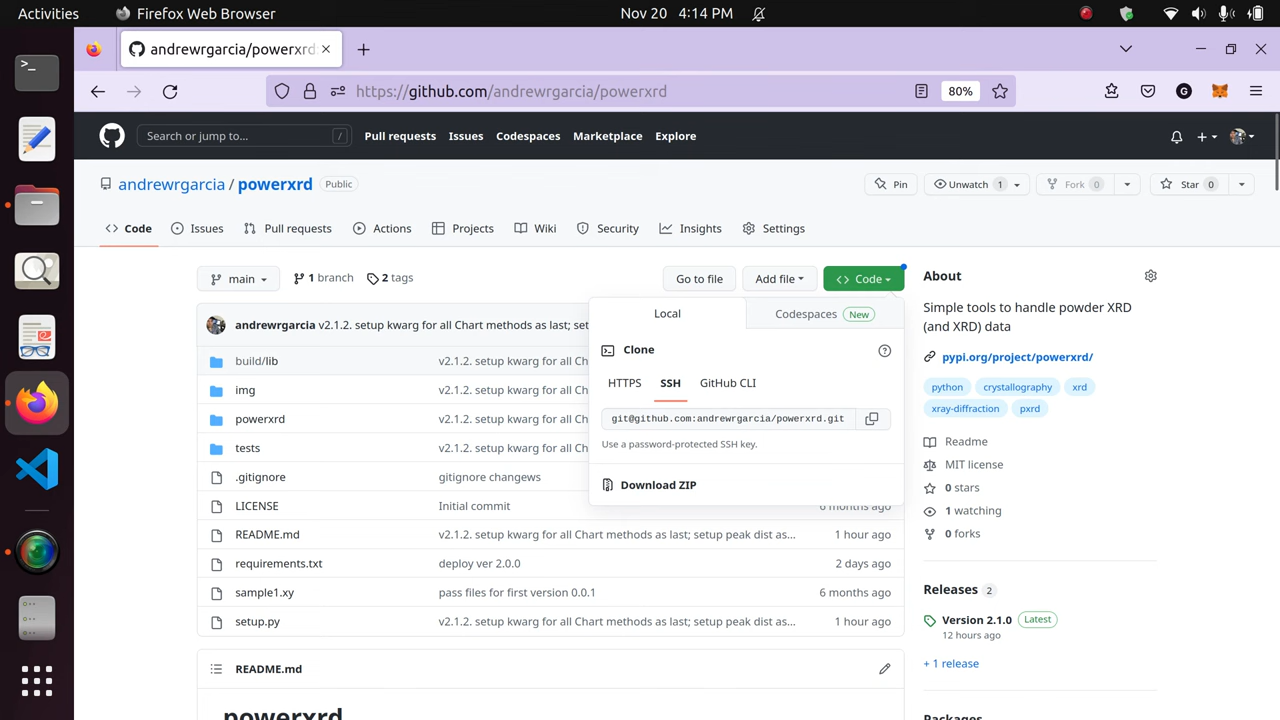 Activities
Firefox Web Browser
Nov 20 4:14 PM
andrewrgarcia/powerxrd
https://github.com/andrewrgarcia/powerxrd
80%
G
Search or jump to...
/
Pull requests
Issues
Codespaces
Marketplace
Explore
andrewrgarcia / powerxrd
Public
Pin
Unwatch 1
Fork 0
Star 0
Code
Issues
Pull requests
Actions
Projects
Wiki
Security
Insights
Settings
main
1 branch
2 tags
Go to file
Add file
Code
Local
Codespaces New
Clone
HTTPS
SSH
GitHub CLI
git@github.com:andrewrgarcia/powerxrd.git
Use a password-protected SSH key.
Download ZIP
andrewrgarcia v2.1.2. setup kwarg for all Chart methods as last; set
build/lib v2.1.2. setup kwarg for all Ch
img v2.1.2. setup kwarg for all Ch
powerxrd v2.1.2. setup kwarg for all Ch
tests v2.1.2. setup kwarg for all Ch
.gitignore gitignore changews
LICENSE Initial commit 6 months ago
README.md v2.1.2. setup kwarg for all Chart methods as last; setup peak dist as... 1 hour ago
requirements.txt deploy ver 2.0.0 2 days ago
sample1.xy pass files for first version 0.0.1 6 months ago
setup.py v2.1.2. setup kwarg for all Chart methods as last; setup peak dist as... 1 hour ago
README.md
powerxrd
About
Simple tools to handle powder XRD
(and XRD) data
pypi.org/project/powerxrd/
python crystallography xrd
xray-diffraction pxrd
Readme
MIT license
0 stars
1 watching
0 forks
Releases 2
Version 2.1.0 Latest
12 hours ago
+ 1 release
Packages